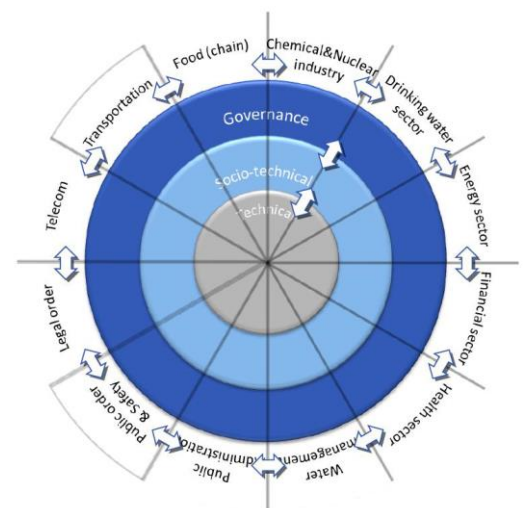 Food (chain)
Chemical&Nuclear
industry
Drinking water
sector
Energy sector
Financial sector
Health sector
Water
management
Public
administration
Public order
& Safety
Legal order
Telecom
Transportation
Governance
Socio-technical
Technical